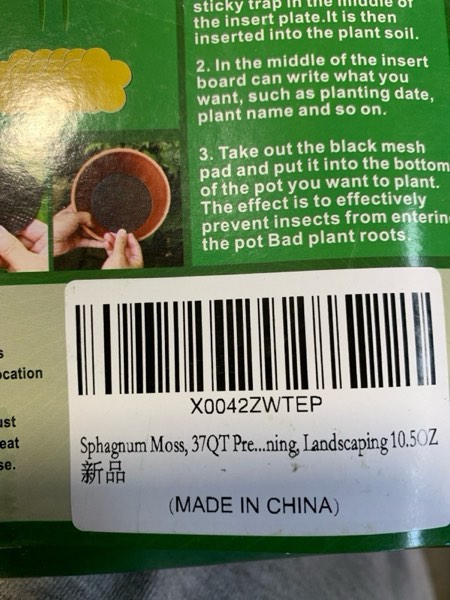 sticky trap in the middle of
the insert plate.It is then
inserted into the plant soil.
2. In the middle of the insert
board can write what you
want, such as planting date,
plant name and so on.
3. Take out the black mesh
pad and put it into the bottom
of the pot you want to plant.
The effect is to effectively
prevent insects from enterin
the pot Bad plant roots.
s
ocation
ust
eat
se.
X0042ZWTEP
Sphagnum Moss, 37QT Pre...ning, Landscaping 10.5OZ
新品
(MADE IN CHINA)